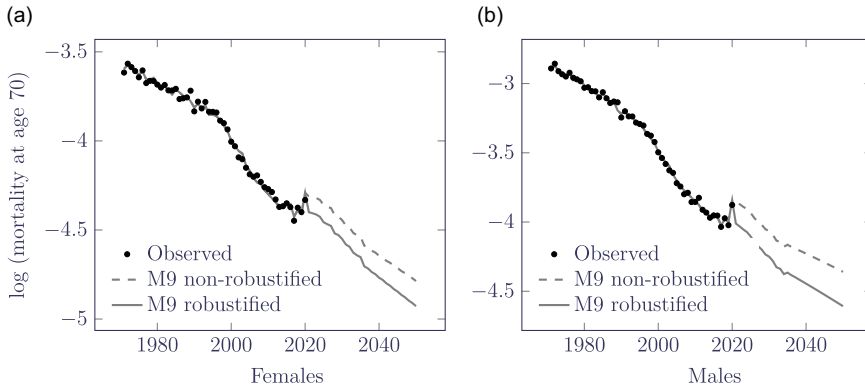 (a)
log (mortality at age 70)
−3.5
−4
−4.5
−5
Observed
M9 non-robustified
M9 robustified
1980 2000 2020 2040
Females
(b)
−3
−3.5
−4
−4.5
Observed
M9 non-robustified
M9 robustified
1980 2000 2020 2040
Males